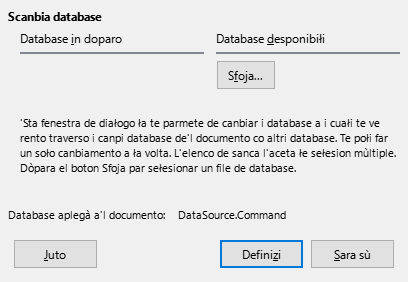 Scanbia database
Database in doparo
Database desponibiłi
Sfoja...
'Sta fenestra de diałogo ła te parmete de canbiar i database a i cuałi te ve
rento traverso i canpi database de'l documento co altri database. Te połi far
un soło canbiamento a ła volta. L'elenco de sanca l'aceta łe sełesion mùltiple.
Dòpara el boton Sfoja par sełesionar un file de database.
Database aplegà a'l documento: DataSource.Command
Juto
Definizi
Sara sù